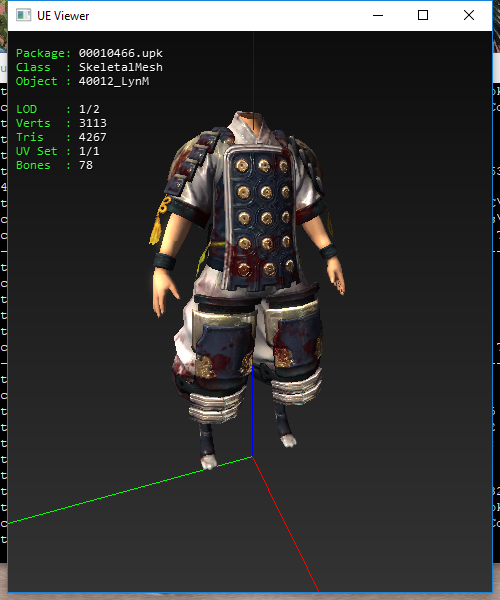 UE Viewer
Package: 00010466.upk
Class  : SkeletalMesh
Object : 40012_LynM
LOD    : 1/2
Verts  : 3113
Tris   : 4267
UV Set : 1/1
Bones  : 78